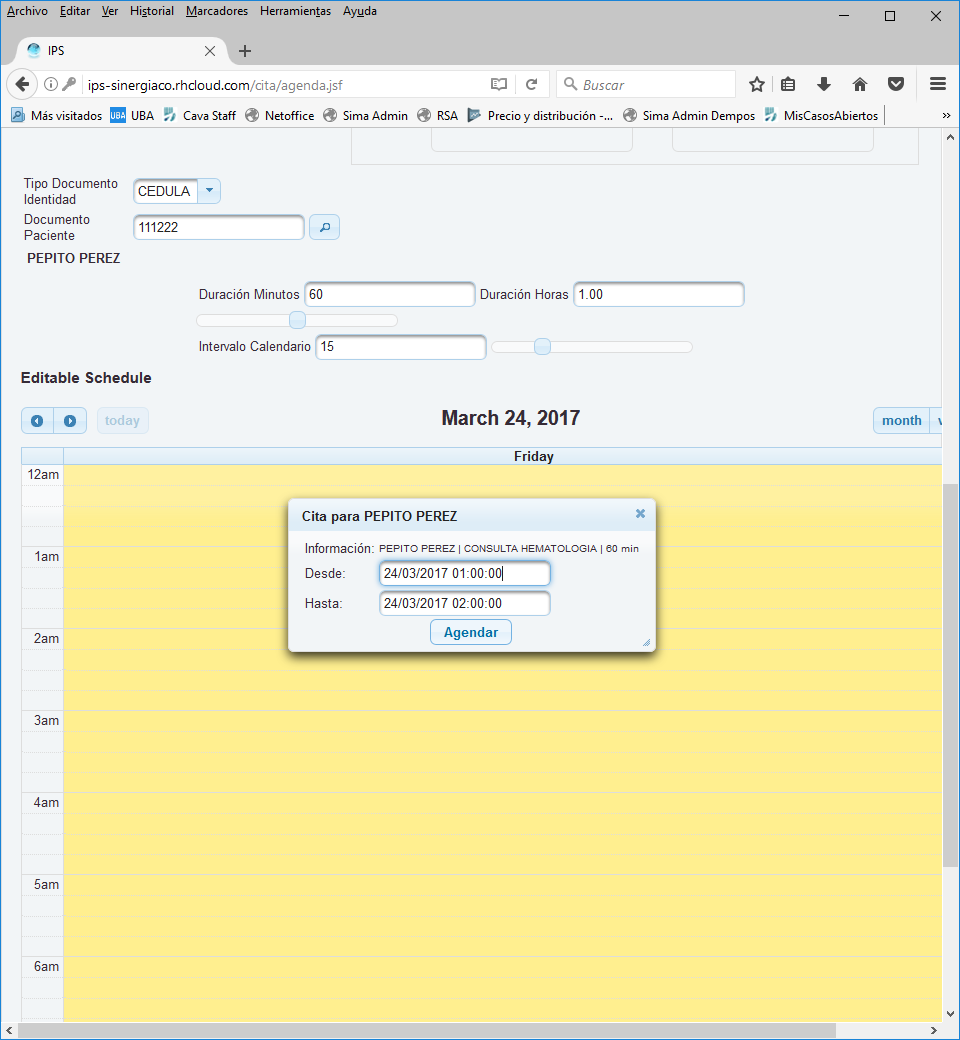 Archivo Editar Ver Historial Marcadores Herramientas Ayuda
IPS
ips-sinergiaco.rhcloud.com/cita/agenda.jsf
Buscar
Más visitados UBA UBA Cava Staff Netoffice Sima Admin RSA Precio y distribución -... Sima Admin Dempos MisCasosAbiertos
Tipo Documento
Identidad
CEDULA
Documento
Paciente
111222
PEPITO PEREZ
Duración Minutos 60 Duración Horas 1.00
Intervalo Calendario 15
Editable Schedule
today March 24, 2017 month
Friday
12am
Cita para PEPITO PEREZ
Información: PEPITO PEREZ | CONSULTA HEMATOLOGIA | 60 min
Desde: 24/03/2017 01:00:00
Hasta: 24/03/2017 02:00:00
Agendar
1am
2am
3am
4am
5am
6am